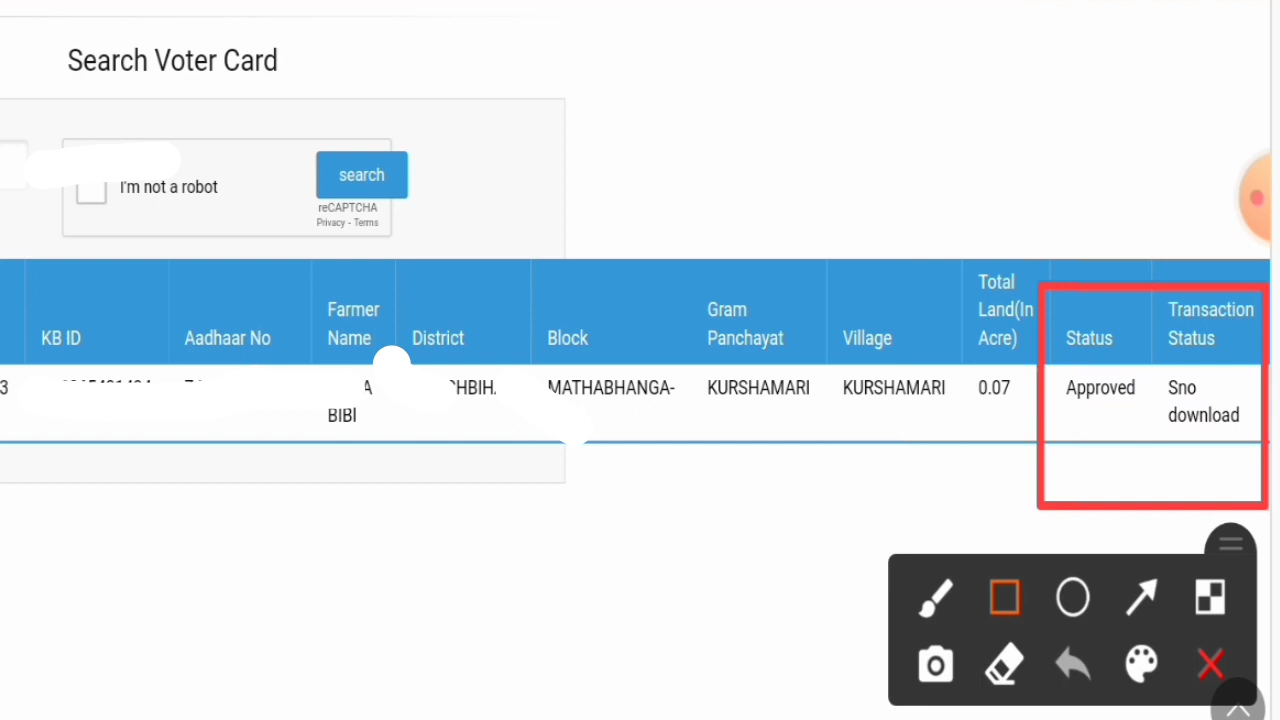 Search Voter Card
I'm not a robot
search
reCAPTCHA
Privacy - Terms
KB ID
Aadhaar No
Farmer
Name
District
Block
Gram
Panchayat
Village
Total
Land(In
Acre)
Status
Transaction
Status
3
A
BIBI
MATHABHANGA-
KURSHAMARI
KURSHAMARI
0.07
Approved
Sno
download